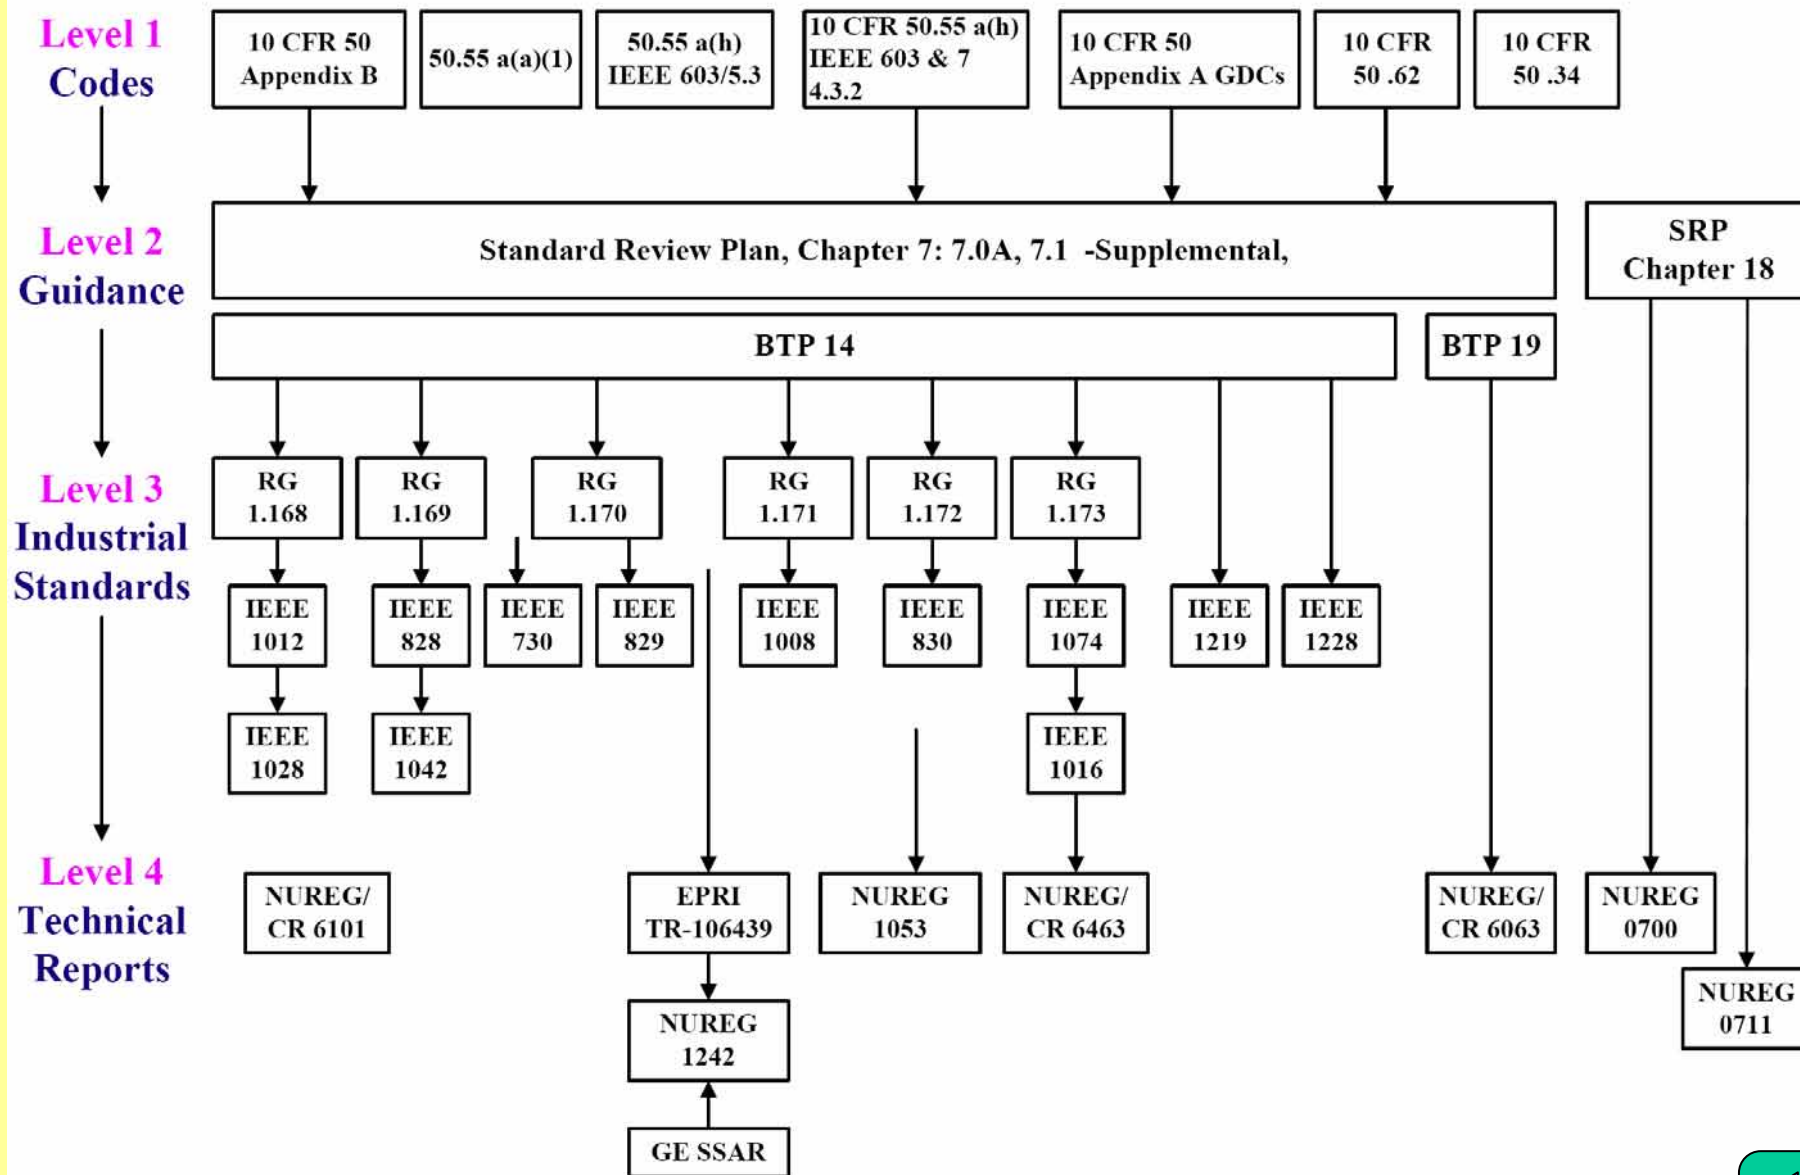 Level 1
Codes
10 CFR 50
Appendix B
50.55 a(a)(1)
50.55 a(h)
IEEE 603/5.3
10 CFR 50.55 a(h)
IEEE 603 & 7
4.3.2
10 CFR 50
Appendix A GDCs
10 CFR
50 .62
10 CFR
50 .34
Level 2
Guidance
Standard Review Plan, Chapter 7: 7.0A, 7.1 -Supplemental,
SRP
Chapter 18
BTP 14
BTP 19
Level 3
Industrial
Standards
RG
1.168
RG
1.169
RG
1.170
RG
1.171
RG
1.172
RG
1.173
IEEE
1012
IEEE
828
IEEE
730
IEEE
829
IEEE
1008
IEEE
830
IEEE
1074
IEEE
1219
IEEE
1228
IEEE
1028
IEEE
1042
IEEE
1016
Level 4
Technical
Reports
NUREG/
CR 6101
EPRI
TR-106439
NUREG
1053
NUREG/
CR 6463
NUREG/
CR 6063
NUREG
0700
NUREG
0711
NUREG
1242
GE SSAR